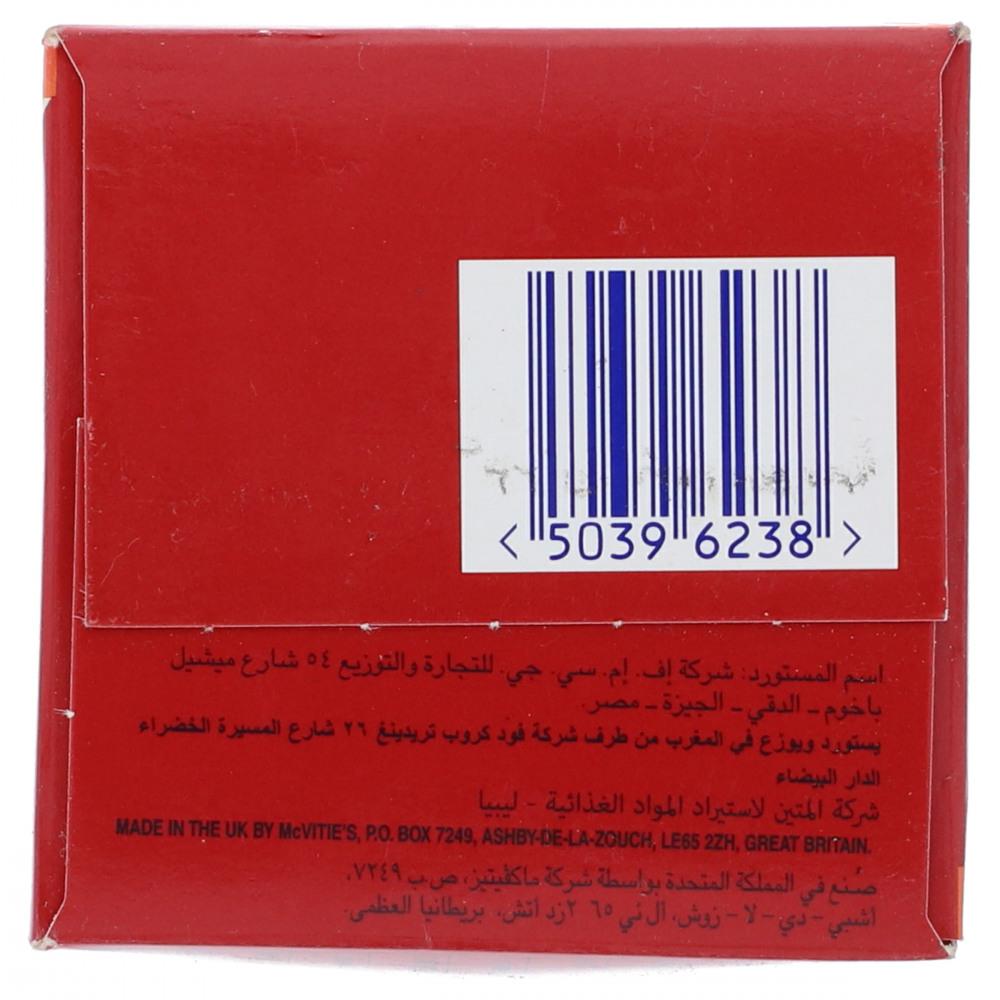 < 5039 6238 >
اسم المستورد: شركة إف. إم. سي. جي. للتجارة والتوزيع ٥٤ شارع ميشيل
باخوم - الدقي - الجيزة - مصر.
يستورد ويوزع في المغرب من طرف شركة فود كروب تريدينغ ٢٦ شارع المسيرة الخضراء
الدار البيضاء
شركة المتين لاستيراد المواد الغذائية - ليبيا
MADE IN THE UK BY McVITIE'S, P.O. BOX 7249, ASHBY-DE-LA-ZOUCH, LE65 2ZH, GREAT BRITAIN.
صُنع في المملكة المتحدة بواسطة شركة ماكڤيتيز، ص.ب ٧٢٤٩،
اشبي - دي - لا - زوش، ال ئي ٦٥ ٢زد أتش، بريطانيا العظمى.